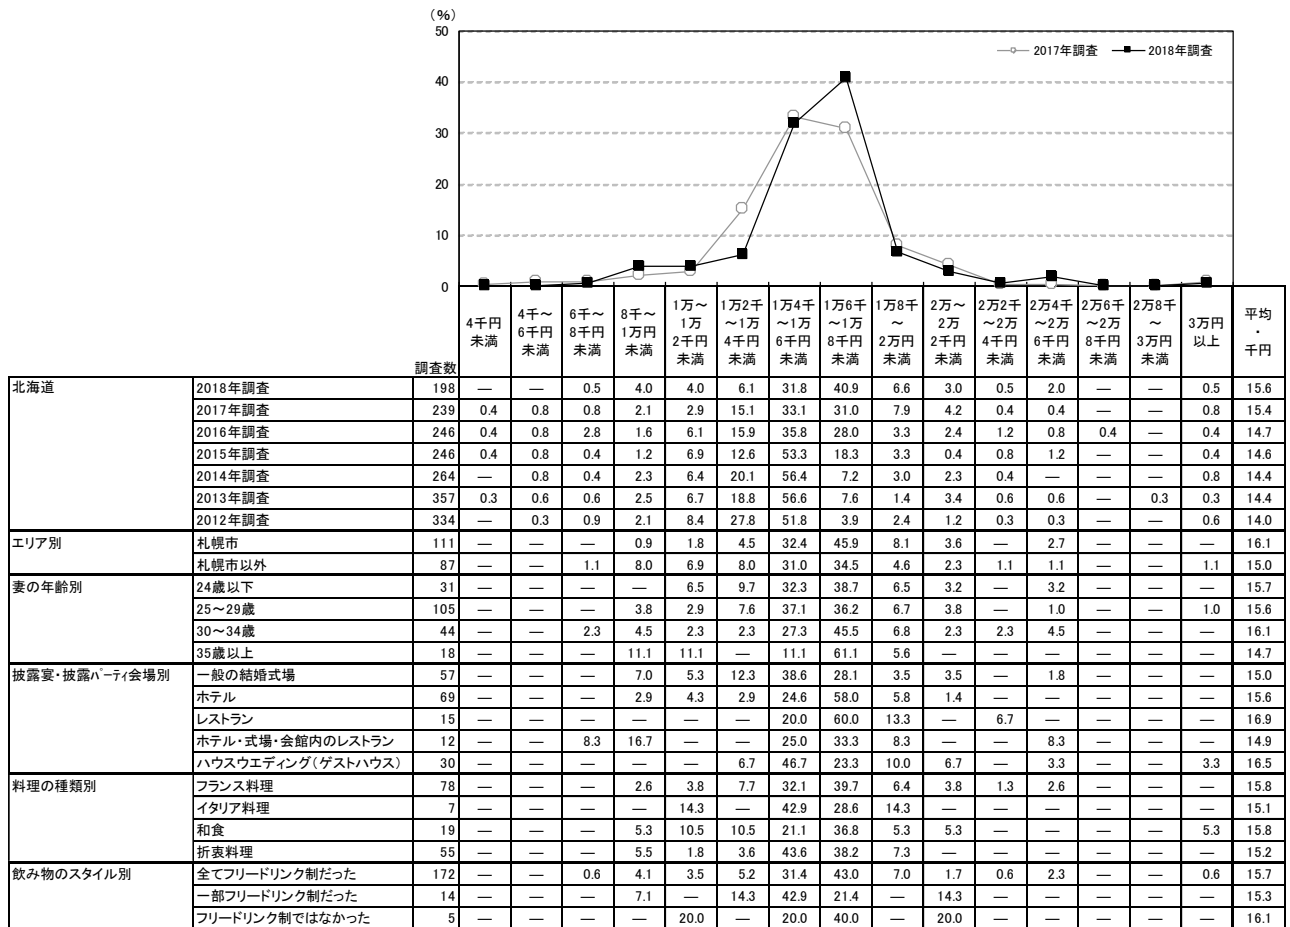 (%)
50
40
30
20
10
0
2017年調査 2018年調査
調査数
4千円
未満
4千~
6千円
未満
6千~
8千円
未満
8千~
1万円
未満
1万~
1万
2千円
未満
1万2千
~1万
4千円
未満
1万4千
~1万
6千円
未満
1万6千
~1万
8千円
未満
1万8千
~
2万円
未満
2万~
2万
2千円
未満
2万2千
~2万
4千円
未満
2万4千
~2万
6千円
未満
2万6千
~2万
8千円
未満
2万8千
~
3万円
未満
3万円
以上
平均
・
千円
北海道 2018年調査 198 — — 0.5 4.0 4.0 6.1 31.8 40.9 6.6 3.0 0.5 2.0 — — 0.5 15.6
2017年調査 239 0.4 0.8 0.8 2.1 2.9 15.1 33.1 31.0 7.9 4.2 0.4 0.4 — — 0.8 15.4
2016年調査 246 0.4 0.8 2.8 1.6 6.1 15.9 35.8 28.0 3.3 2.4 1.2 0.8 0.4 — 0.4 14.7
2015年調査 246 0.4 0.8 0.4 1.2 6.9 12.6 53.3 18.3 3.3 0.4 0.8 1.2 — — 0.4 14.6
2014年調査 264 — 0.8 0.4 2.3 6.4 20.1 56.4 7.2 3.0 2.3 0.4 — — — 0.8 14.4
2013年調査 357 0.3 0.6 0.6 2.5 6.7 18.8 56.6 7.6 1.4 3.4 0.6 0.6 — 0.3 0.3 14.4
2012年調査 334 — 0.3 0.9 2.1 8.4 27.8 51.8 3.9 2.4 1.2 0.3 0.3 — — 0.6 14.0
エリア別 札幌市 111 — — — 0.9 1.8 4.5 32.4 45.9 8.1 3.6 — 2.7 — — — 16.1
札幌市以外 87 — — 1.1 8.0 6.9 8.0 31.0 34.5 4.6 2.3 1.1 1.1 — — 1.1 15.0
妻の年齢別 24歳以下 31 — — — — 6.5 9.7 32.3 38.7 6.5 3.2 — 3.2 — — — 15.7
25~29歳 105 — — — 3.8 2.9 7.6 37.1 36.2 6.7 3.8 — 1.0 — — 1.0 15.6
30~34歳 44 — — 2.3 4.5 2.3 2.3 27.3 45.5 6.8 2.3 2.3 4.5 — — — 16.1
35歳以上 18 — — — 11.1 11.1 — 11.1 61.1 5.6 — — — — — — 14.7
披露宴・披露パーティ会場別 一般の結婚式場 57 — — — 7.0 5.3 12.3 38.6 28.1 3.5 3.5 — 1.8 — — — 15.0
ホテル 69 — — — 2.9 4.3 2.9 24.6 58.0 5.8 1.4 — — — — — 15.6
レストラン 15 — — — — — — 20.0 60.0 13.3 — 6.7 — — — — 16.9
ホテル・式場・会館内のレストラン 12 — — 8.3 16.7 — — 25.0 33.3 8.3 — — 8.3 — — — 14.9
ハウスウエディング(ゲストハウス) 30 — — — — — 6.7 46.7 23.3 10.0 6.7 — 3.3 — — 3.3 16.5
料理の種類別 フランス料理 78 — — — 2.6 3.8 7.7 32.1 39.7 6.4 3.8 1.3 2.6 — — — 15.8
イタリア料理 7 — — — — 14.3 — 42.9 28.6 14.3 — — — — — — 15.1
和食 19 — — — 5.3 10.5 10.5 21.1 36.8 5.3 5.3 — — — — 5.3 15.8
折衷料理 55 — — — 5.5 1.8 3.6 43.6 38.2 7.3 — — — — — — 15.2
飲み物のスタイル別 全てフリードリンク制だった 172 — — 0.6 4.1 3.5 5.2 31.4 43.0 7.0 1.7 0.6 2.3 — — 0.6 15.7
一部フリードリンク制だった 14 — — — 7.1 — 14.3 42.9 21.4 — 14.3 — — — — — 15.3
フリードリンク制ではなかった 5 — — — — 20.0 — 20.0 40.0 — 20.0 — — — — — 16.1